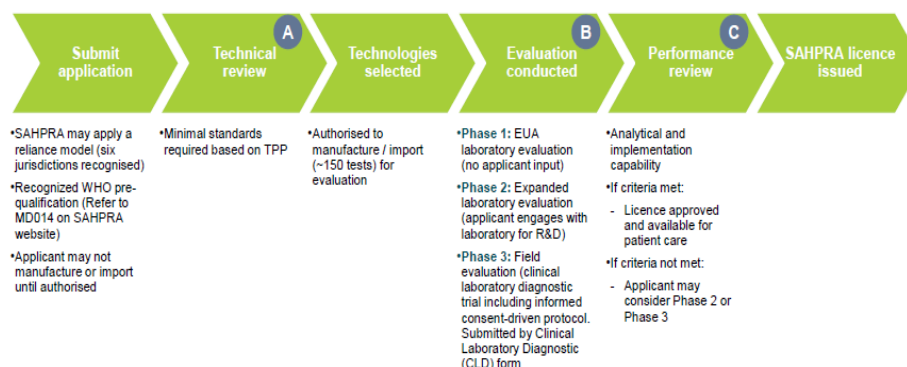 Submit
application
A
Technical
review
Technologies
selected
B
Evaluation
conducted
C
Performance
review
SAHPRA licence
issued
•SAHPRA may apply a
reliance model (six
jurisdictions recognised)
•Recognized WHO pre-
qualification (Refer to
MD014 on SAHPRA
website)
•Applicant may not
manufacture or import
until authorised
•Minimal standards
required based on TPP
•Authorised to
manufacture / import
(~150 tests) for
evaluation
•Phase 1: EUA
laboratory evaluation
(no applicant input)
•Phase 2: Expanded
laboratory evaluation
(applicant engages with
laboratory for R&D)
•Phase 3: Field
evaluation (clinical
laboratory diagnostic
trial including informed
consent-driven protocol.
Submitted by Clinical
Laboratory Diagnostic
(CLD) form
•Analytical and
implementation
capability
•If criteria met:
- Licence approved
and available for
patient care
•If criteria not met:
- Applicant may
consider Phase 2 or
Phase 3